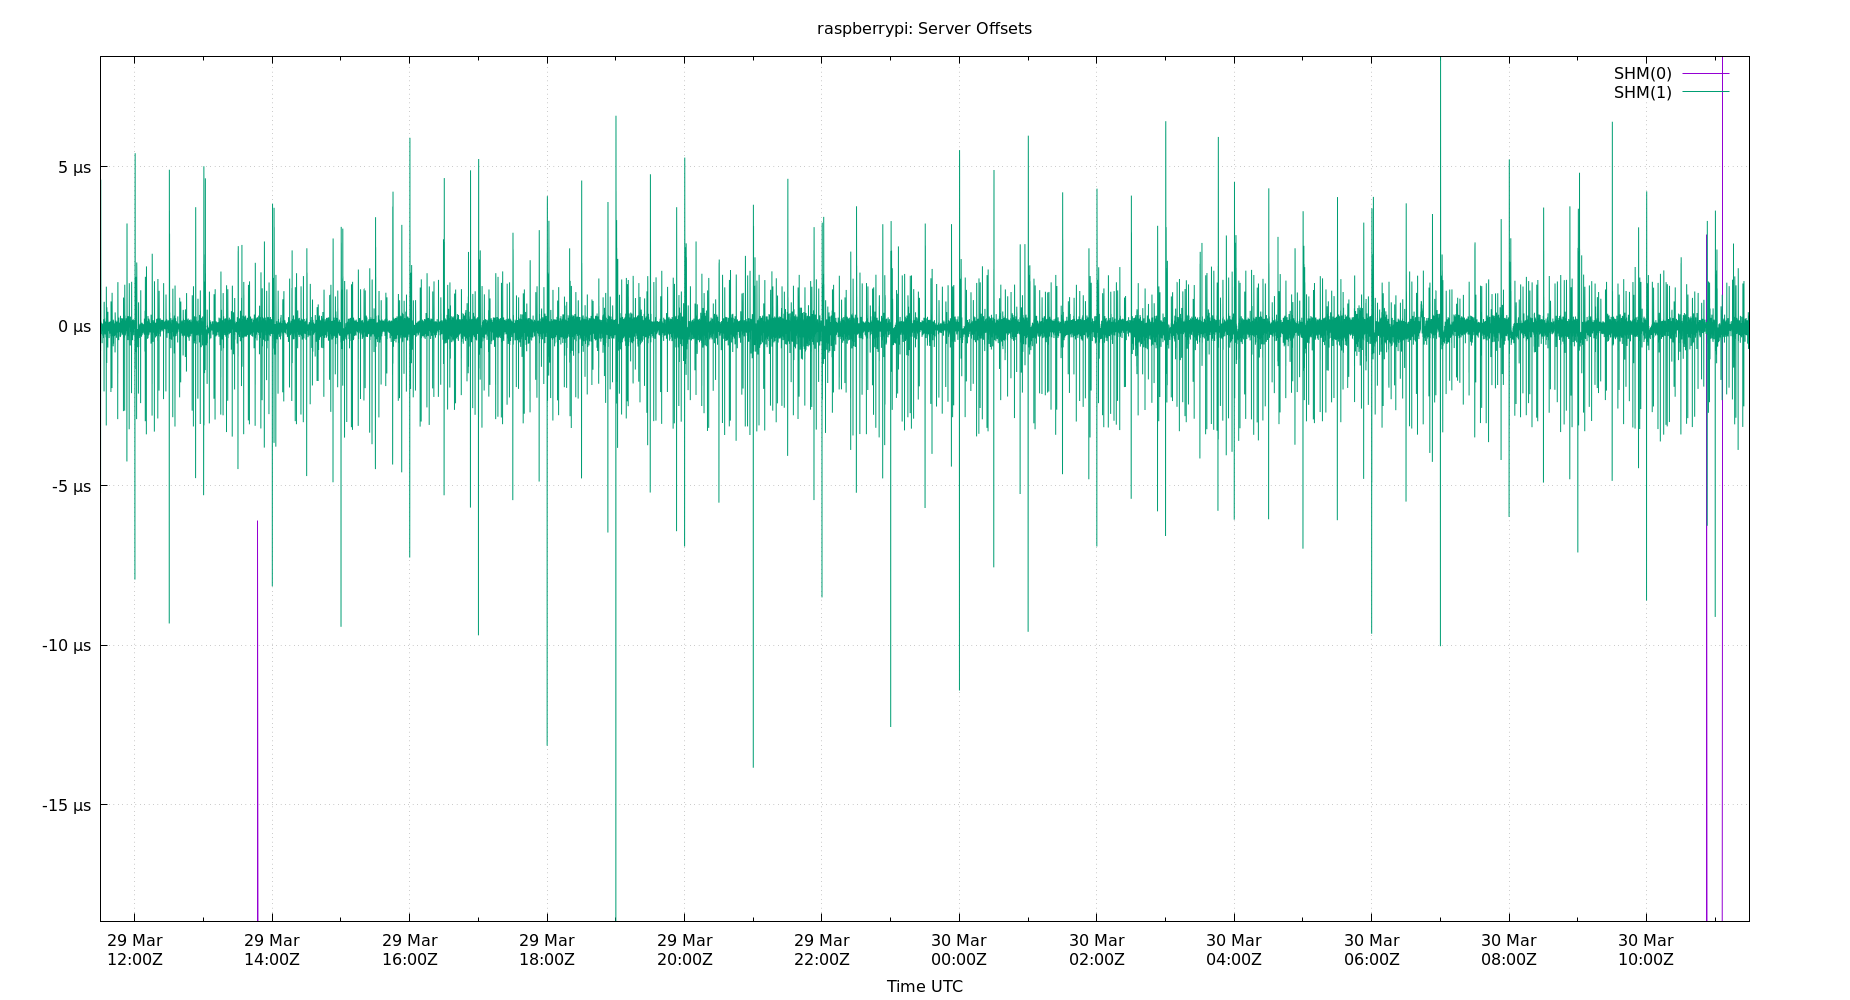 raspberrypi: Server Offsets
SHM(0)
SHM(1)
5 µs
0 µs
-5 µs
-10 µs
-15 µs
29 Mar 29 Mar 29 Mar 29 Mar 29 Mar 29 Mar 30 Mar 30 Mar 30 Mar 30 Mar 30 Mar 30 Mar
12:00Z 14:00Z 16:00Z 18:00Z 20:00Z 22:00Z 00:00Z 02:00Z 04:00Z 06:00Z 08:00Z 10:00Z
Time UTC